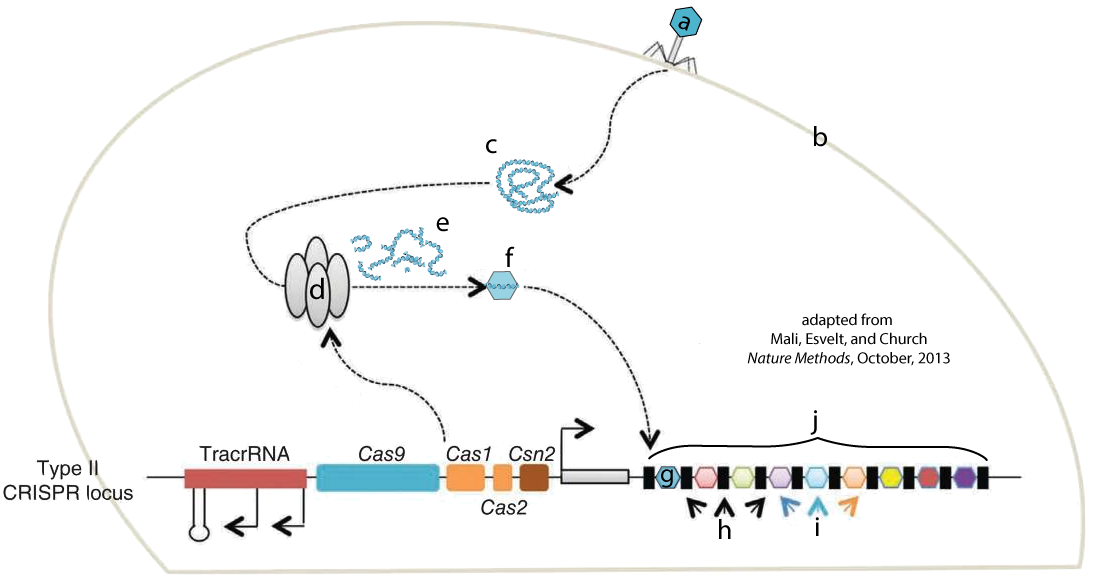 a
b
c
e
f
d
adapted from
Mali, Esvelt, and Church
Nature Methods, October, 2013
j
TracrRNA
Cas9
Cas1
Csn2
Type II
CRISPR locus
g
Cas2
h
i